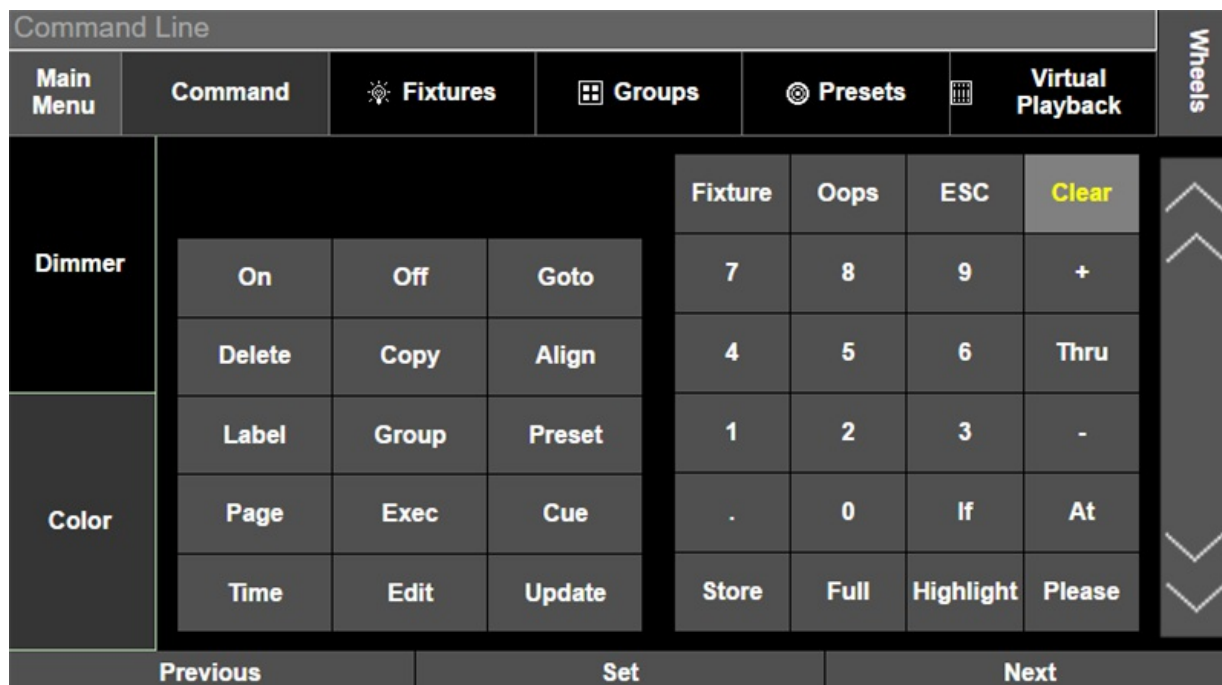 Command Line
Wheels
Main
Menu
Command
Fixtures
Groups
Presets
Virtual
Playback
Dimmer
Color
Fixture Oops ESC Clear
On Off Goto
7 8 9 +
Delete Copy Align
4 5 6 Thru
Label Group Preset
1 2 3 -
Page Exec Cue
. 0 If At
Time Edit Update
Store Full Highlight Please
Previous Set Next